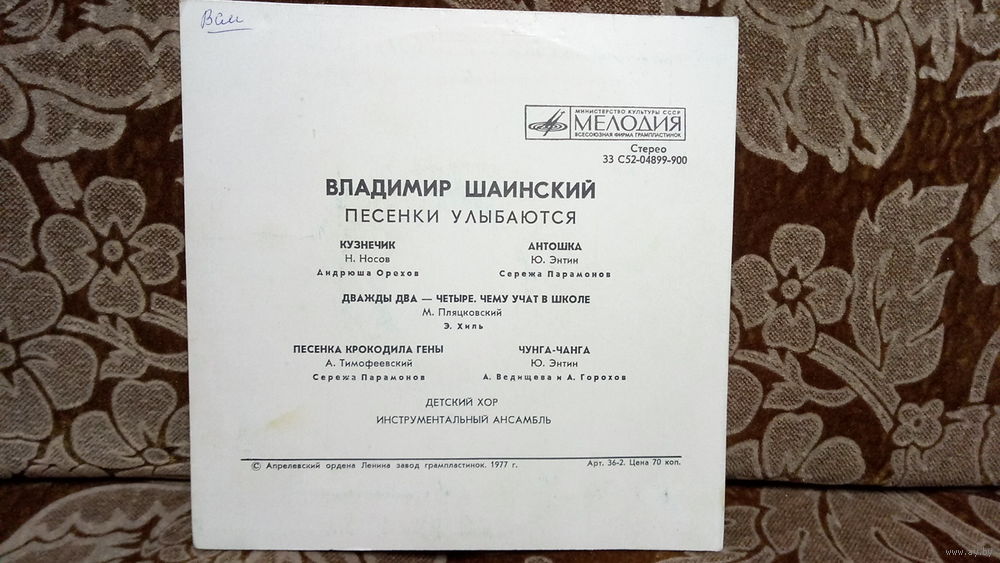 МИНИСТЕРСТВО КУЛЬТУРЫ СССР
МЕЛОДИЯ
ВСЕСОЮЗНАЯ ФИРМА ГРАМПЛАСТИНОК
Стерео
33 С52-04899-900
ВЛАДИМИР ШАИНСКИЙ
ПЕСЕНКИ УЛЫБАЮТСЯ
КУЗНЕЧИК
Н. Носов
Андрюша Орехов
АНТОШКА
Ю. Энтин
Сережа Парамонов
ДВАЖДЫ ДВА — ЧЕТЫРЕ, ЧЕМУ УЧАТ В ШКОЛЕ
М. Пляцковский
Э. Хиль
ПЕСЕНКА КРОКОДИЛА ГЕНЫ
А. Тимофеевский
Сережа Парамонов
ЧУНГА-ЧАНГА
Ю. Энтин
А. Ведищева и А. Горохов
ДЕТСКИЙ ХОР
ИНСТРУМЕНТАЛЬНЫЙ АНСАМБЛЬ
© Апрелевский ордена Ленина завод грампластинок. 1977 г.
Арт. 36-2. Цена 70 коп.
www.ay.by